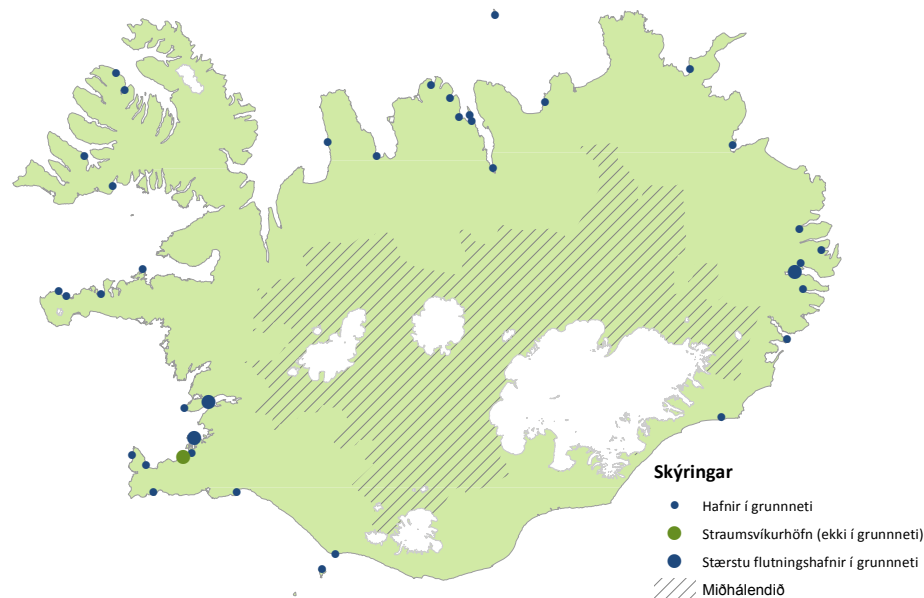 Skýringar
Hafnir í grunnneti
Straumsvíkurhöfn (ekki í grunnneti)
Stærstu flutningshafnir í grunnneti
Miðhálendið